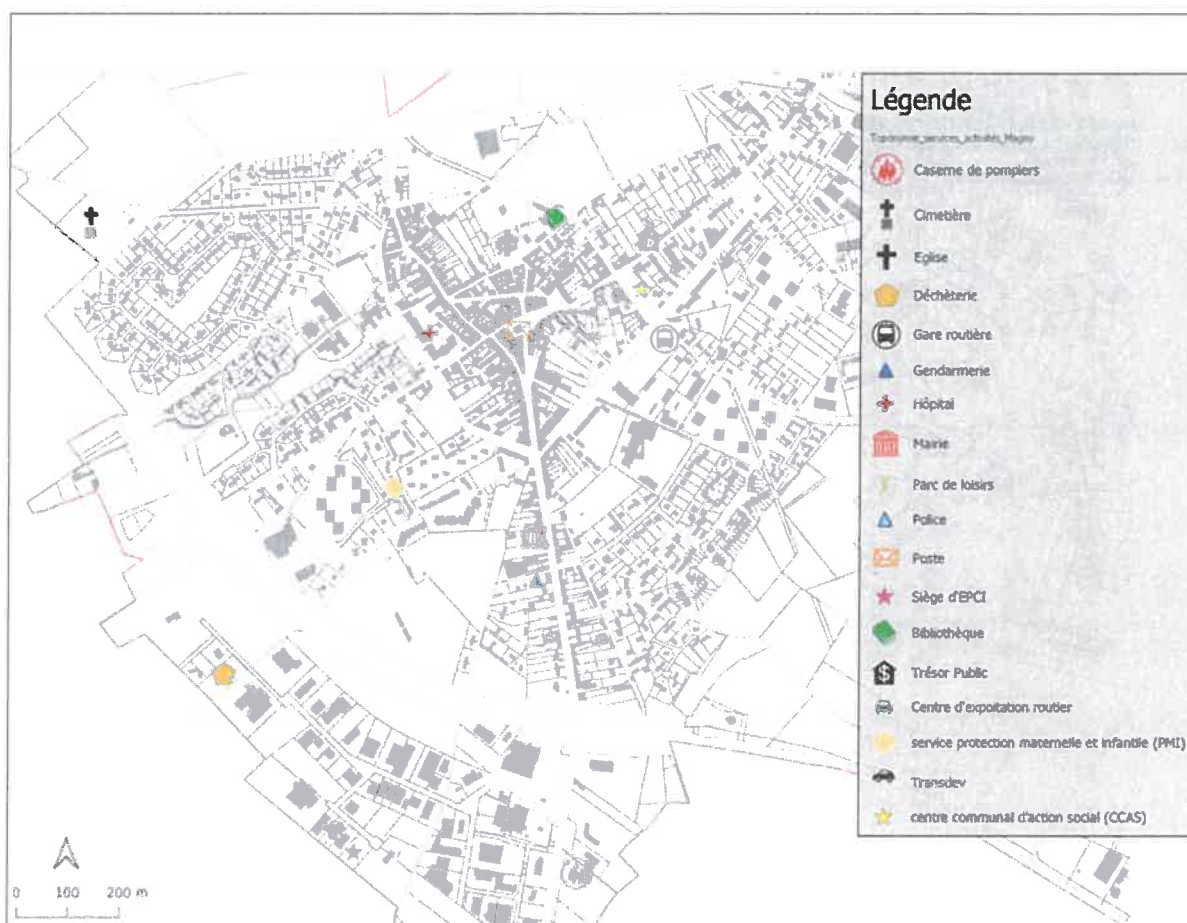 Légende
Toponymie_services_activités_Magny
Caserne de pompiers
Cimetière
Eglise
Déchèterie
Gare routière
Gendarmerie
Hôpital
Mairie
Parc de loisirs
Police
Poste
Siège d'EPCI
Bibliothèque
Trésor Public
Centre d'expoitation routier
service protection maternelle et infantile (PMI)
Transdev
centre communal d'action social (CCAS)
0 100 200 m